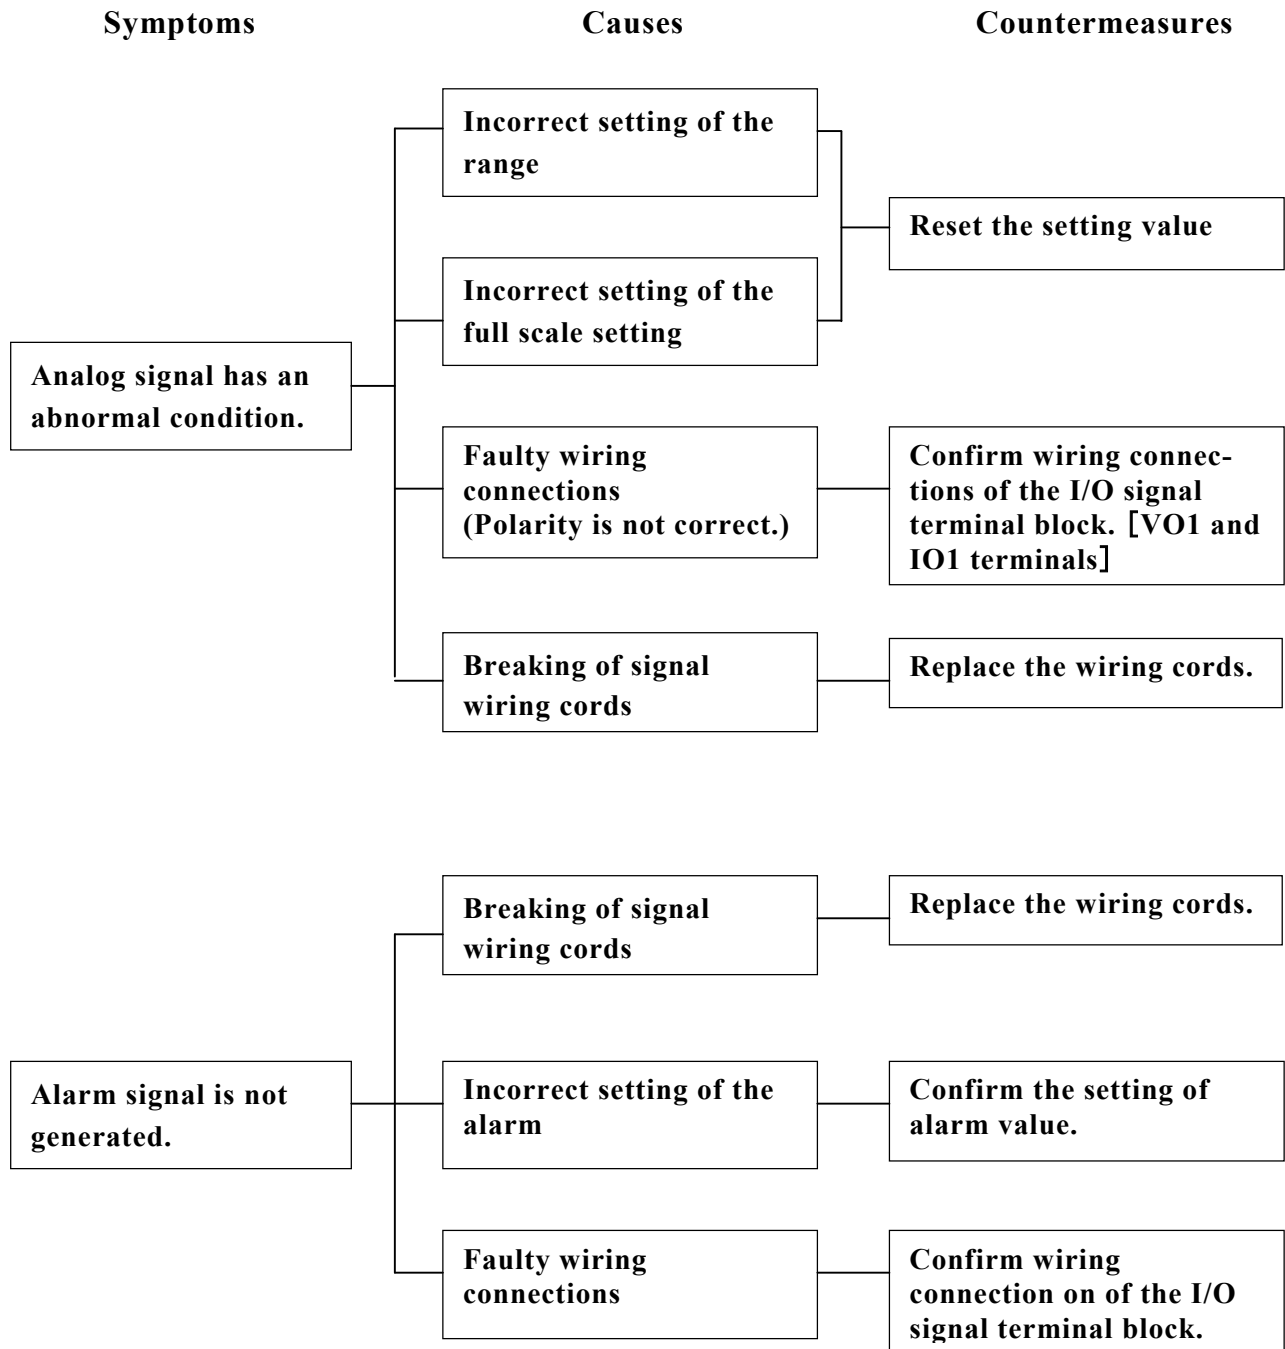 Symptoms Causes Countermeasures
Incorrect setting of the
range
Reset the setting value
Incorrect setting of the
full scale setting
Analog signal has an
abnormal condition.
Faulty wiring
connections
(Polarity is not correct.)
Confirm wiring connec-
tions of the I/O signal
terminal block. [VO1 and
IO1 terminals]
Breaking of signal
wiring cords
Replace the wiring cords.
Breaking of signal
wiring cords
Replace the wiring cords.
Alarm signal is not
generated.
Incorrect setting of the
alarm
Confirm the setting of
alarm value.
Faulty wiring
connections
Confirm wiring
connection on of the I/O
signal terminal block.